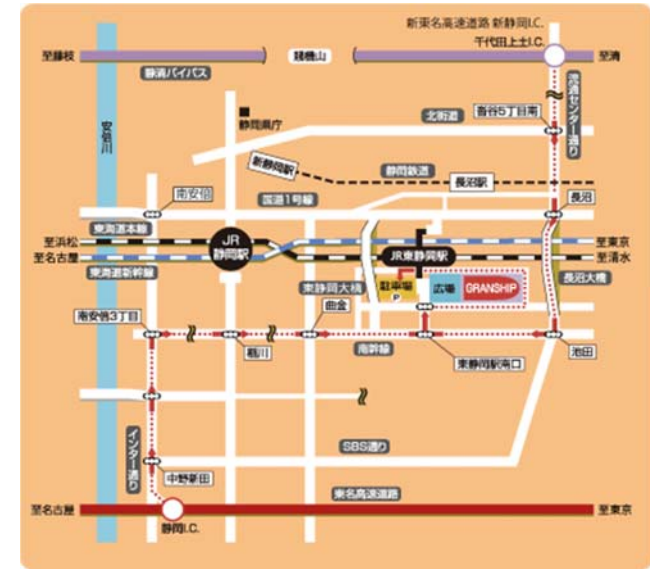 新東名高速道路 新静岡I.C.
千代田上土I.C.
至藤枝
賤機山
至清
静清バイパス
流通センター通り
安倍川
静岡県庁
北街道
沓谷5丁目南
新静岡駅
静岡鉄道
長沼駅
南安倍
国道1号線
長沼
東海道本線
至浜松
JR
静岡駅
JR東静岡駅
至東京
至名古屋
至清水
東海道新幹線
東静岡大橋
駐車場
P
広場
GRANSHIP
長沼大橋
南安倍3丁目
曲金
稲川
南幹線
東静岡駅南口
池田
インター通り
SBS通り
中野新田
至名古屋
東名高速道路
至東京
静岡I.C.